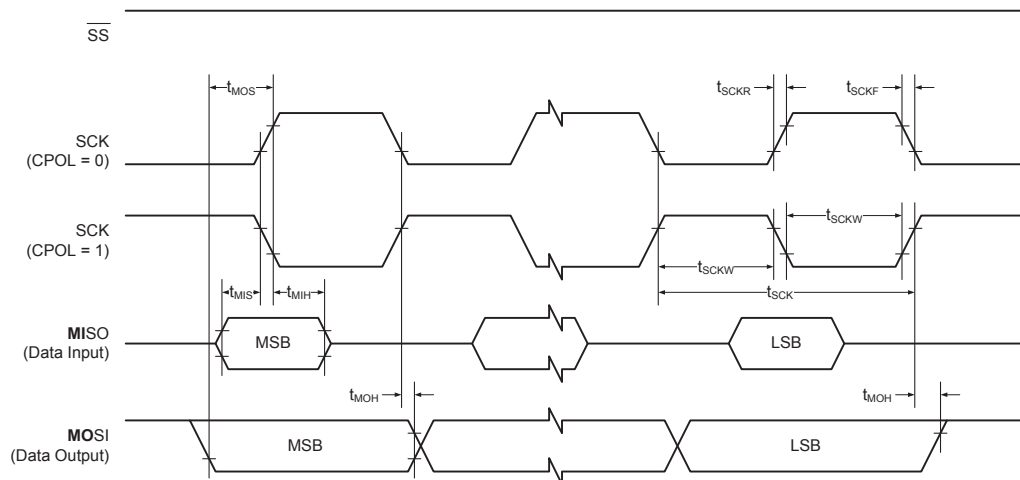 SS
tMOS
tSCKR
tSCKF
SCK
(CPOL = 0)
SCK
(CPOL = 1)
tSCKW
tSCKW
tMIS
tMIH
tSCK
MISO
(Data Input)
MSB
LSB
tMOH
tMOH
MOSI
(Data Output)
MSB
LSB